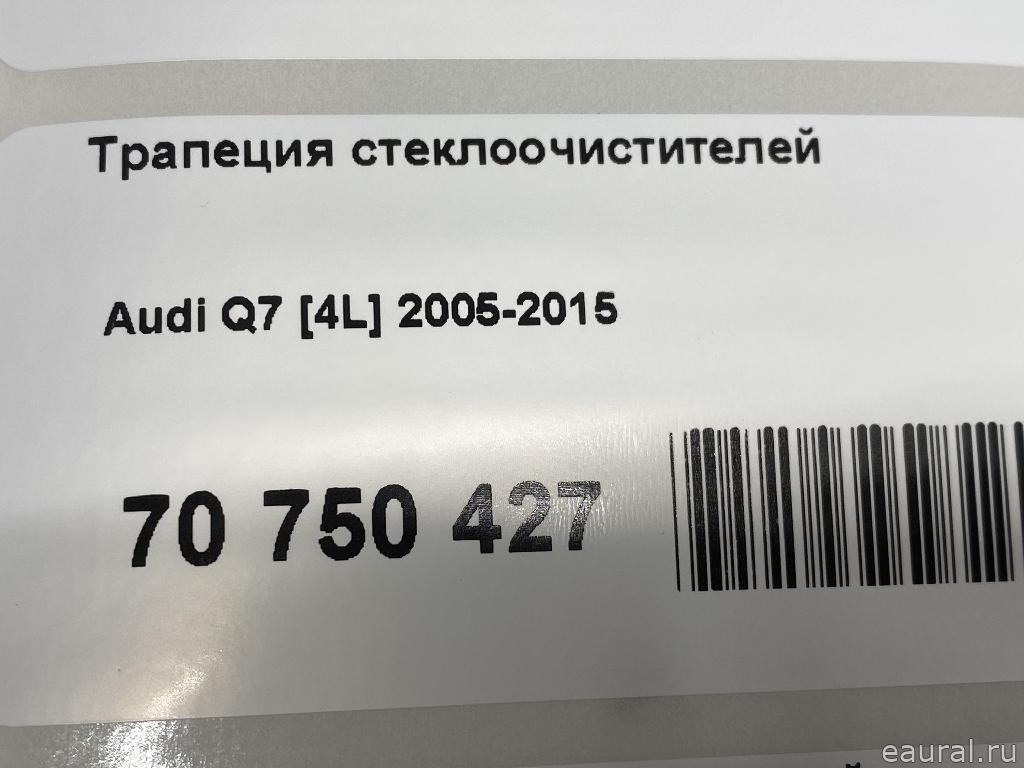 Трапеция стеклоочистителей
Audi Q7 [4L] 2005-2015
70 750 427
eaural.ru